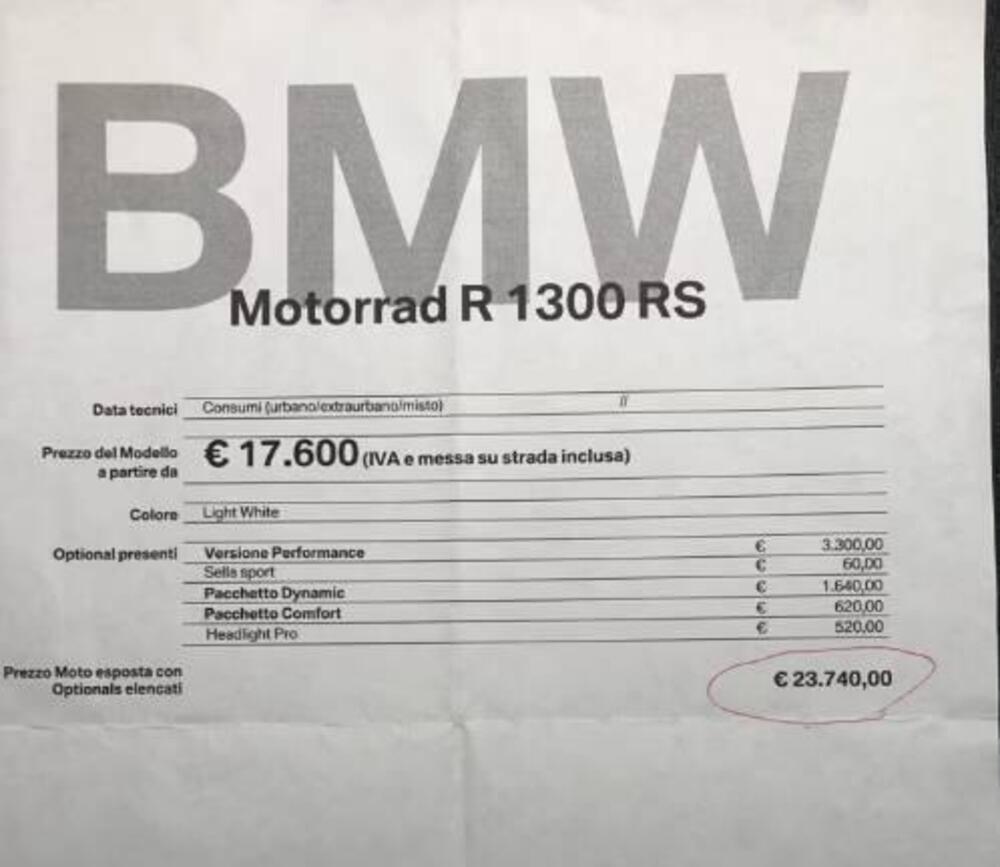 BMW
Motorrad R 1300 RS
Data tecnici Consumi (urbano/extraurbano/misto) //
Prezzo del Modello
a partire da € 17.600 (IVA e messa su strada inclusa)
Colore Light White
Optional presenti Versione Performance € 3.300,00
Sella sport € 60,00
Pacchetto Dynamic € 1.640,00
Pacchetto Comfort € 620,00
Headlight Pro € 520,00
Prezzo Moto esposta con
Optionals elencati € 23.740,00